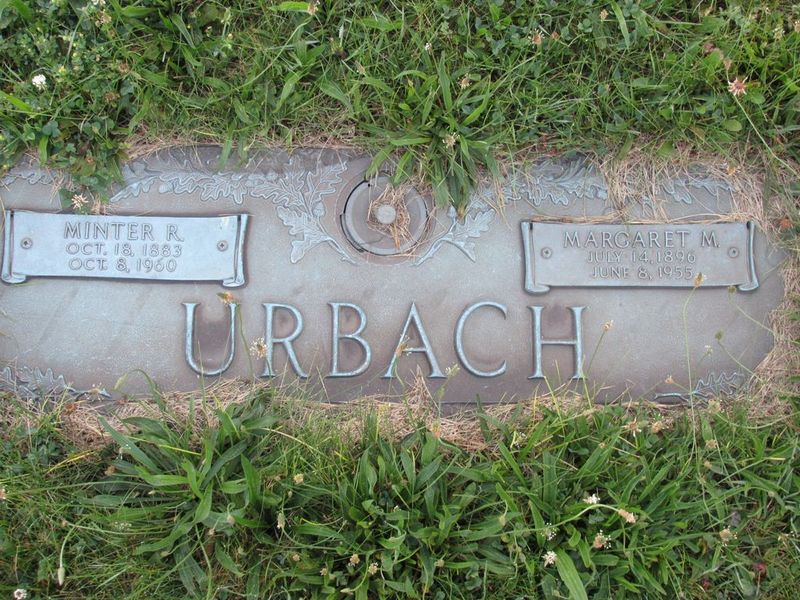 MINTER R.
OCT. 18, 1883
OCT. 8, 1960
MARGARET M.
JULY 14, 1896
JUNE 8, 1955
URBACH